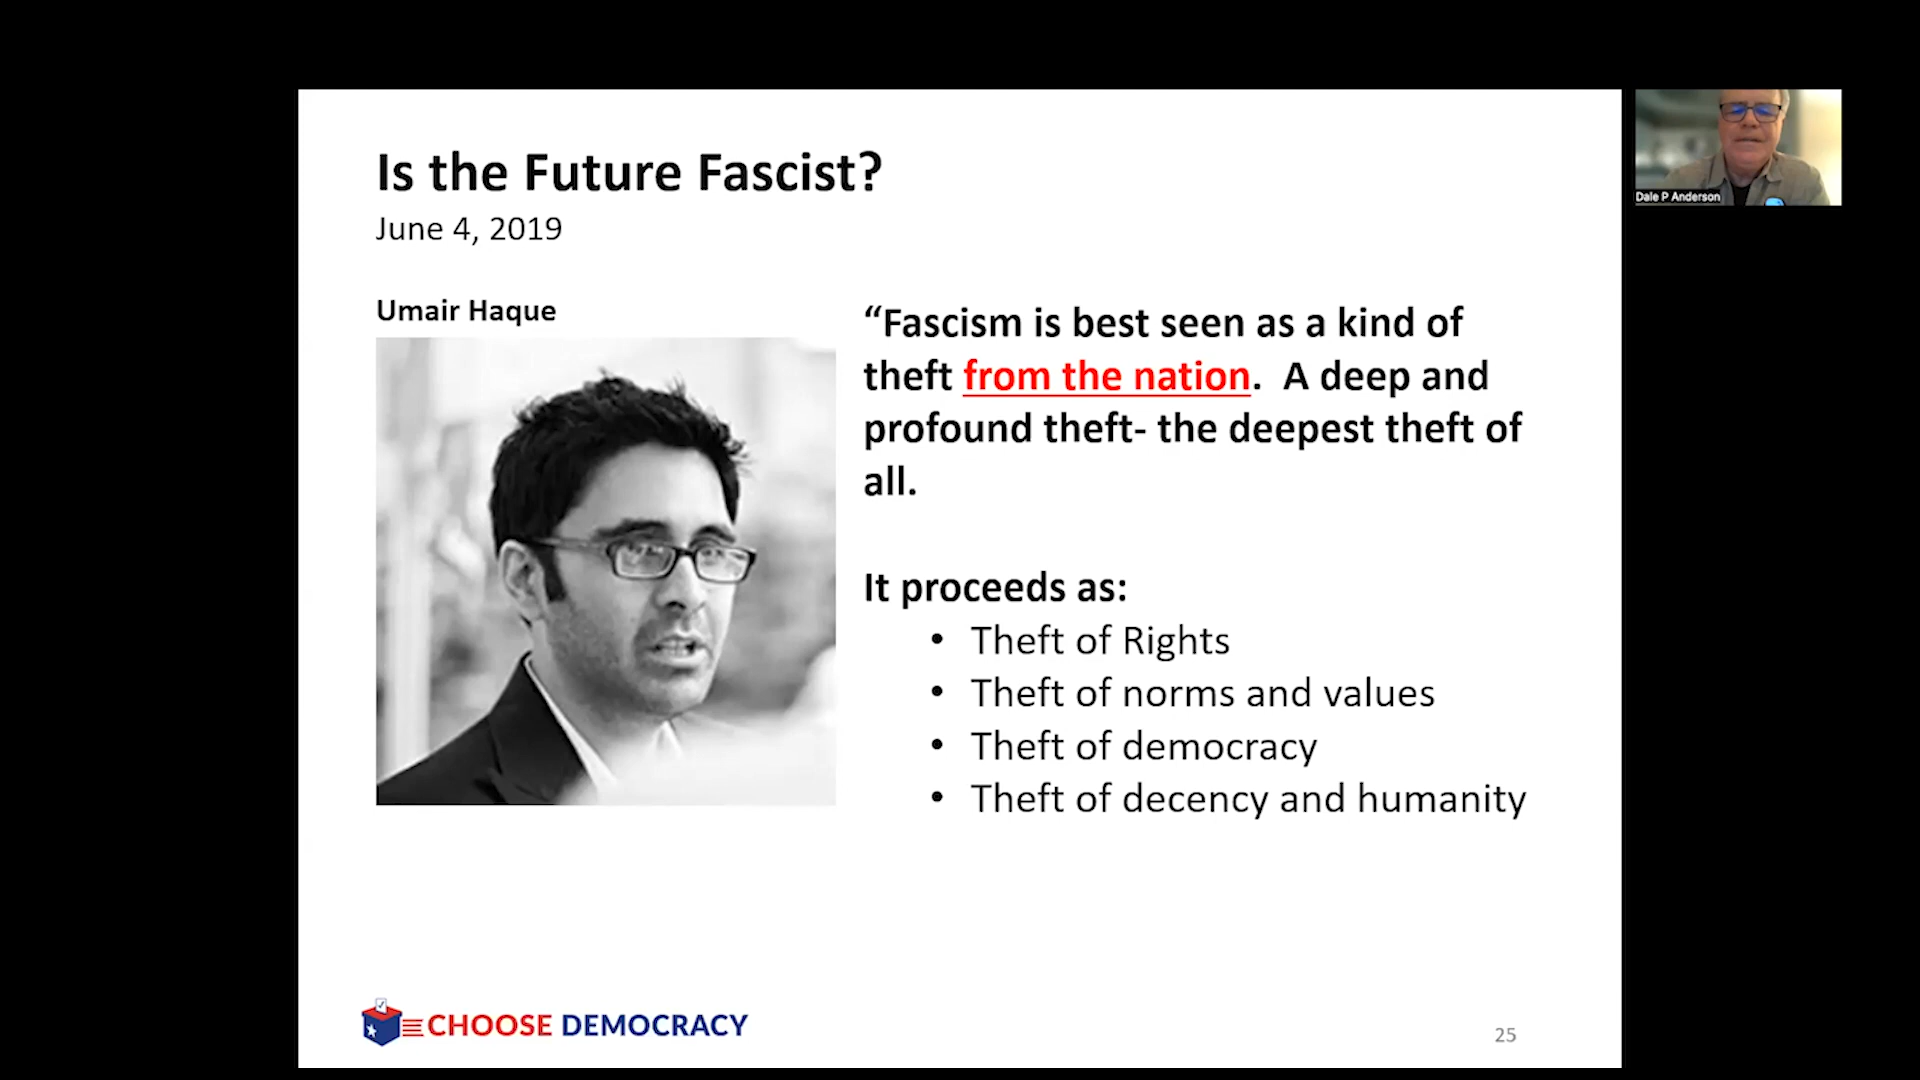 Is the Future Fascist?
June 4, 2019
Umair Haque
“Fascism is best seen as a kind of
theft from the nation.  A deep and
profound theft- the deepest theft of
all.
It proceeds as:
• Theft of Rights
• Theft of norms and values
• Theft of democracy
• Theft of decency and humanity
CHOOSE DEMOCRACY
25
Dale P Anderson